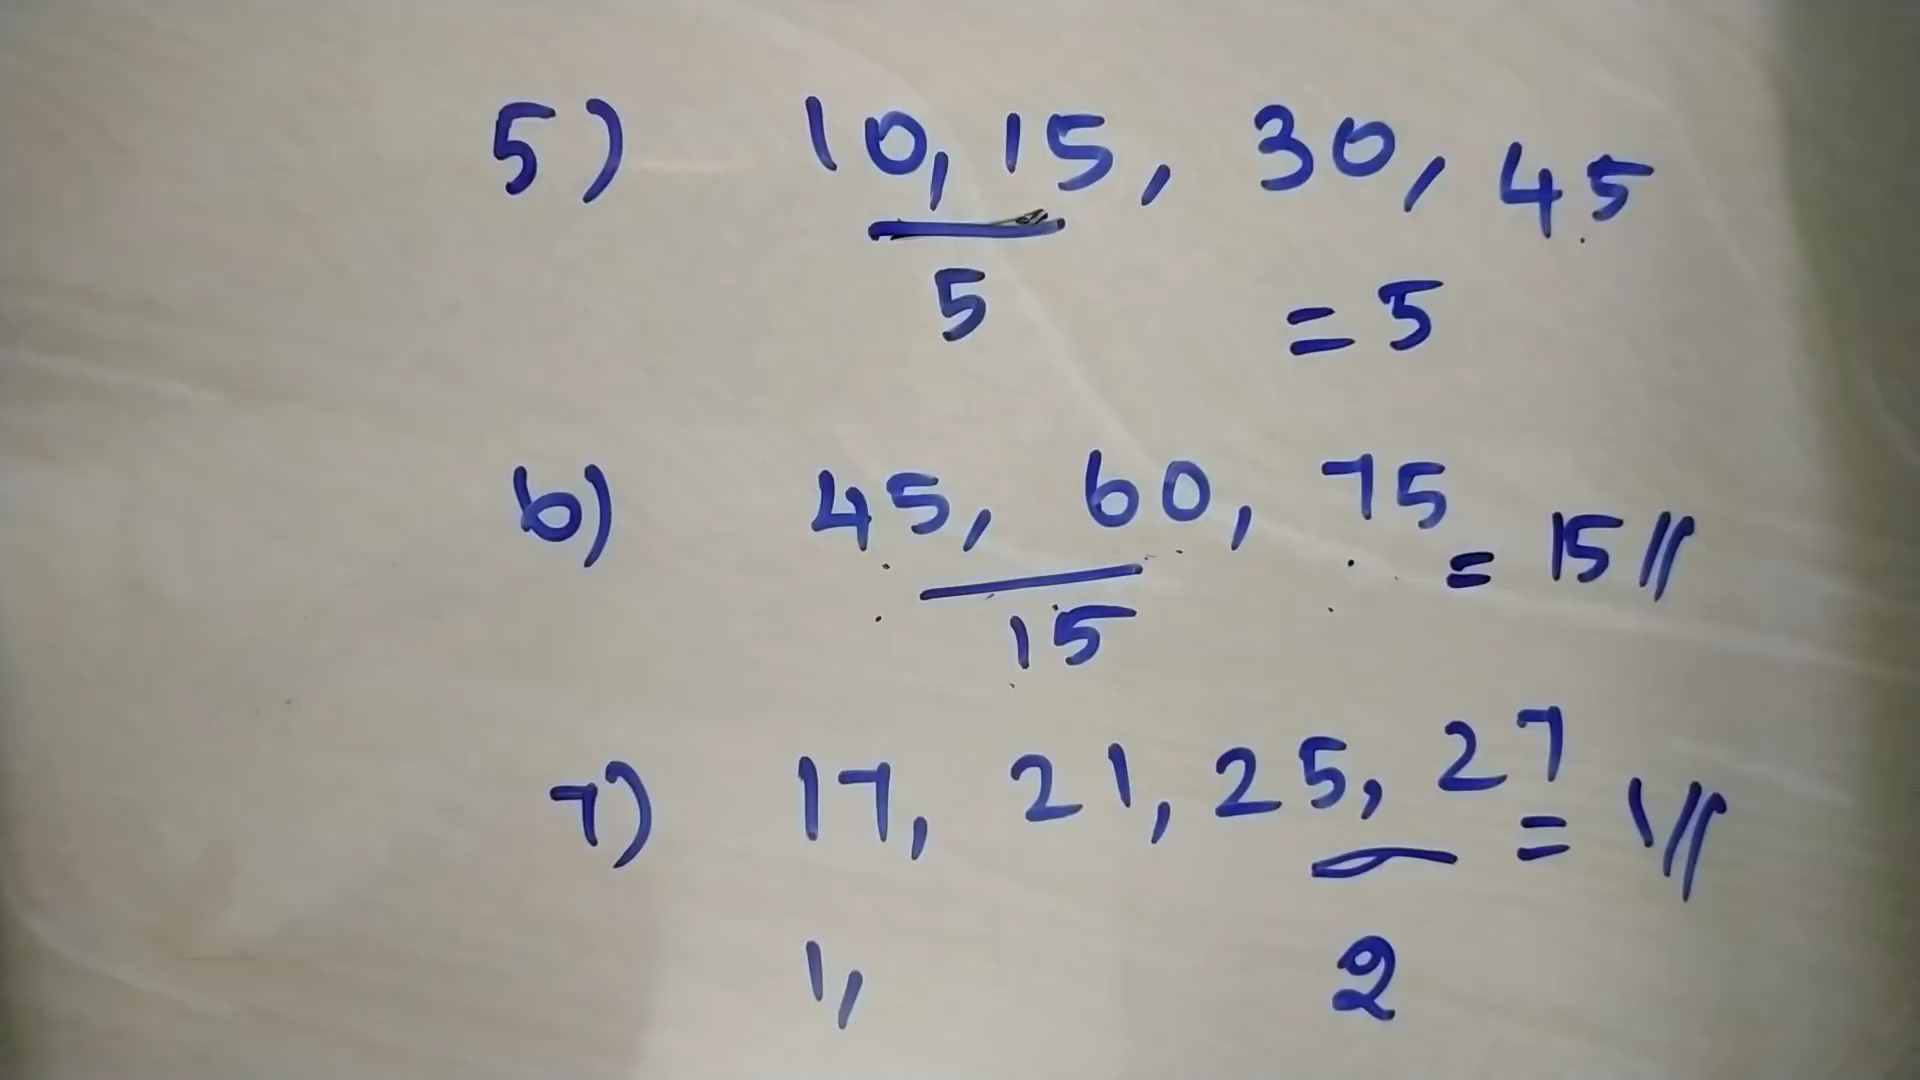 5) 10, 15, 30, 45
5 = 5
6) 45, 60, 75 = 15//
15
7) 17, 21, 25, 27 = 1//
1, 2